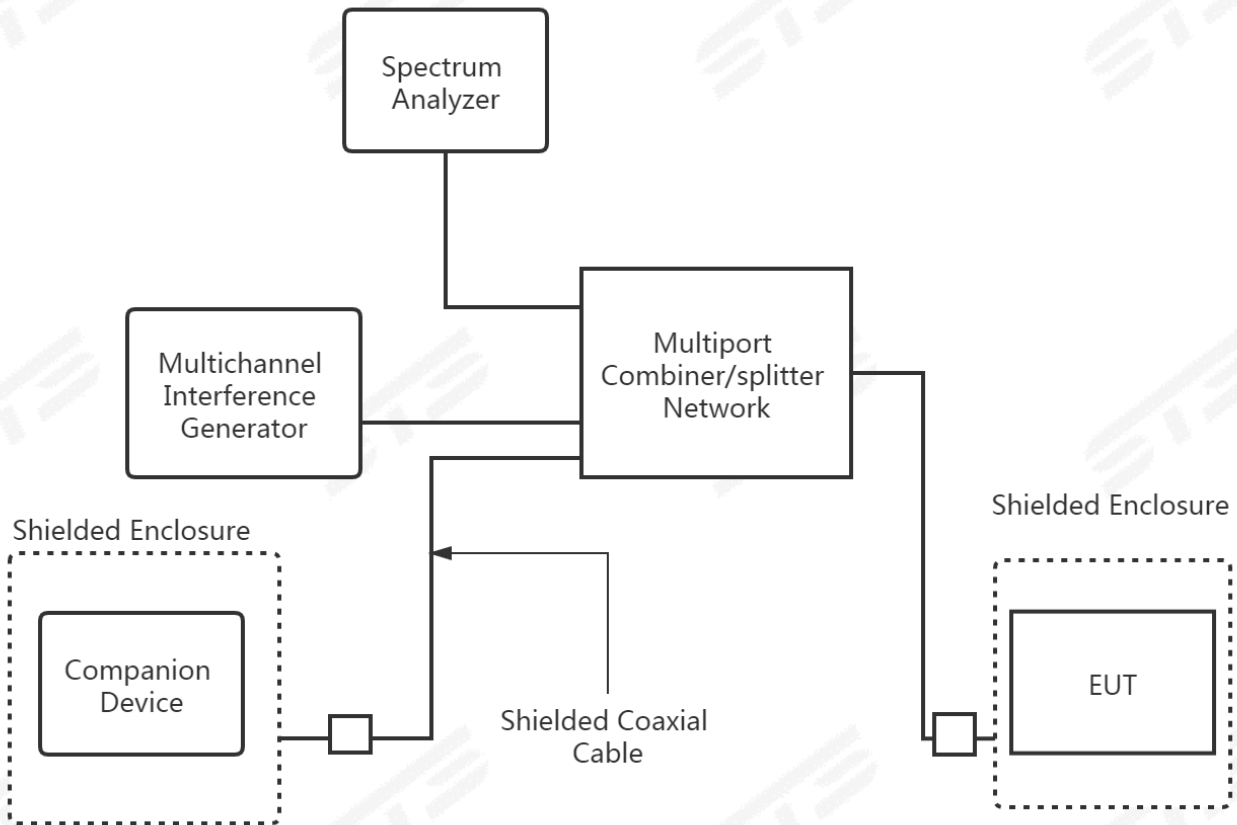 Spectrum
Analyzer
Multiport
Combiner/splitter
Network
Multichannel
Interference
Generator
Shielded Enclosure
Shielded Enclosure
Companion
Device
EUT
Shielded Coaxial
Cable